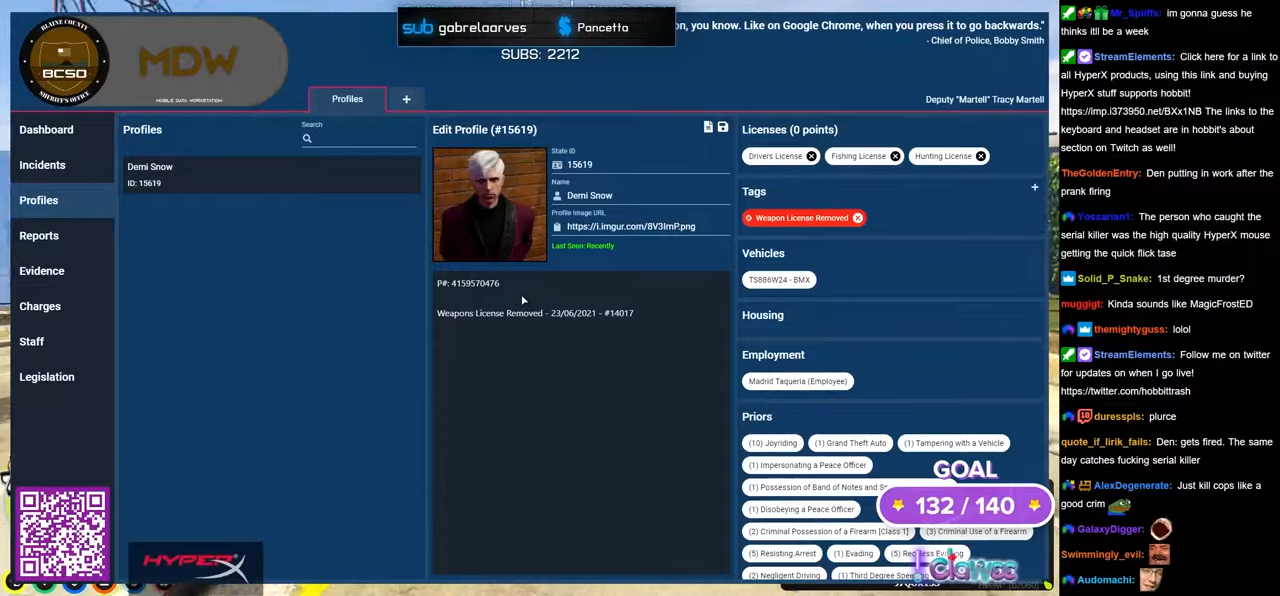 BLAINE COUNTY
BCSO
SHERIFF'S OFFICE
MDW
MOBILE DATA WORKSTATION
sub gabrelaarves
Pancetta
SUBS: 2212
on, you know. Like on Google Chrome, when you press it to go backwards."
- Chief of Police, Bobby Smith
Profiles
+
Deputy "Martell" Tracy Martell
Dashboard
Incidents
Profiles
Reports
Evidence
Charges
Staff
Legislation
Profiles
Search
Demi Snow
ID: 15619
Edit Profile (#15619)
State ID
15619
Name
Demi Snow
Profile Image URL
https://i.imgur.com/8V3lmP.png
Last Seen: Recently
P#: 4159570476
Weapons License Removed - 23/06/2021 - #14017
Licenses (0 points)
Drivers License
Fishing License
Hunting License
Tags
+
Weapon License Removed
Vehicles
TS886W24 - BMX
Housing
Employment
Madrid Taqueria (Employee)
Priors
(10) Joyriding
(1) Grand Theft Auto
(1) Tampering with a Vehicle
(1) Impersonating a Peace Officer
(1) Possession of Band of Notes and
(1) Disobeying a Peace Officer
(2) Criminal Possession of a Firearm [Class 1]
(3) Criminal Use of a Firearm
(5) Resisting Arrest
(1) Evading
(5) Reckless Evading
(2) Negligent Driving
(1) Third Degree
GOAL
132 / 140
HYPERX
Mr_Spliffs: im gonna guess he
thinks itll be a week
StreamElements: Click here for a link to
all HyperX products, using this link and buying
HyperX stuff supports hobbit!
https://imp.i373950.net/BXx1NB The links to the
keyboard and headset are in hobbit's about
section on Twitch as well!
TheGoldenEntry: Den putting in work after the
prank firing
Yossarian1: The person who caught the
serial killer was the high quality HyperX mouse
getting the quick flick tase
Solid_P_Snake: 1st degree murder?
muggigt: Kinda sounds like MagicFrostED
themightyguss: lolol
StreamElements: Follow me on twitter
for updates on when I go live!
https://twitter.com/hobbittrash
duresspls: plurce
quote_if_lirik_fails: Den: gets fired. The same
day catches fucking serial killer
AlexDegenerate: Just kill cops like a
good crim
GalaxyDigger:
Swimmingly_evil:
Audomachi: